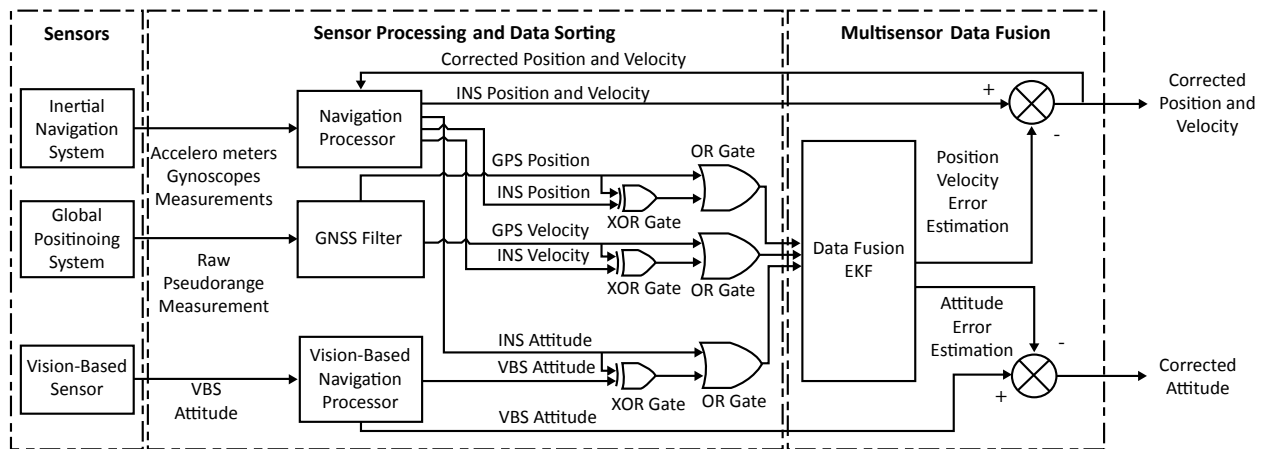 Sensors
Sensor Processing and Data Sorting
Multisensor Data Fusion
Corrected Position and Velocity
Inertial
Navigation
System
Navigation
Processor
INS Position and Velocity
+
-
Corrected
Position and
Velocity
Accelero meters
Gynoscopes
Measurements
GPS Position
INS Position
XOR Gate
OR Gate
Position
Velocity
Error
Estimation
Global
Positinoing
System
GNSS Filter
GPS Velocity
INS Velocity
XOR Gate
OR Gate
Data Fusion
EKF
Raw
Pseudorange
Measurement
Attitude
Error
Estimation
Vision-Based
Sensor
VBS
Attitude
Vision-Based
Navigation
Processor
INS Attitude
VBS Attitude
XOR Gate
OR Gate
VBS Attitude
-
+
Corrected
Attitude